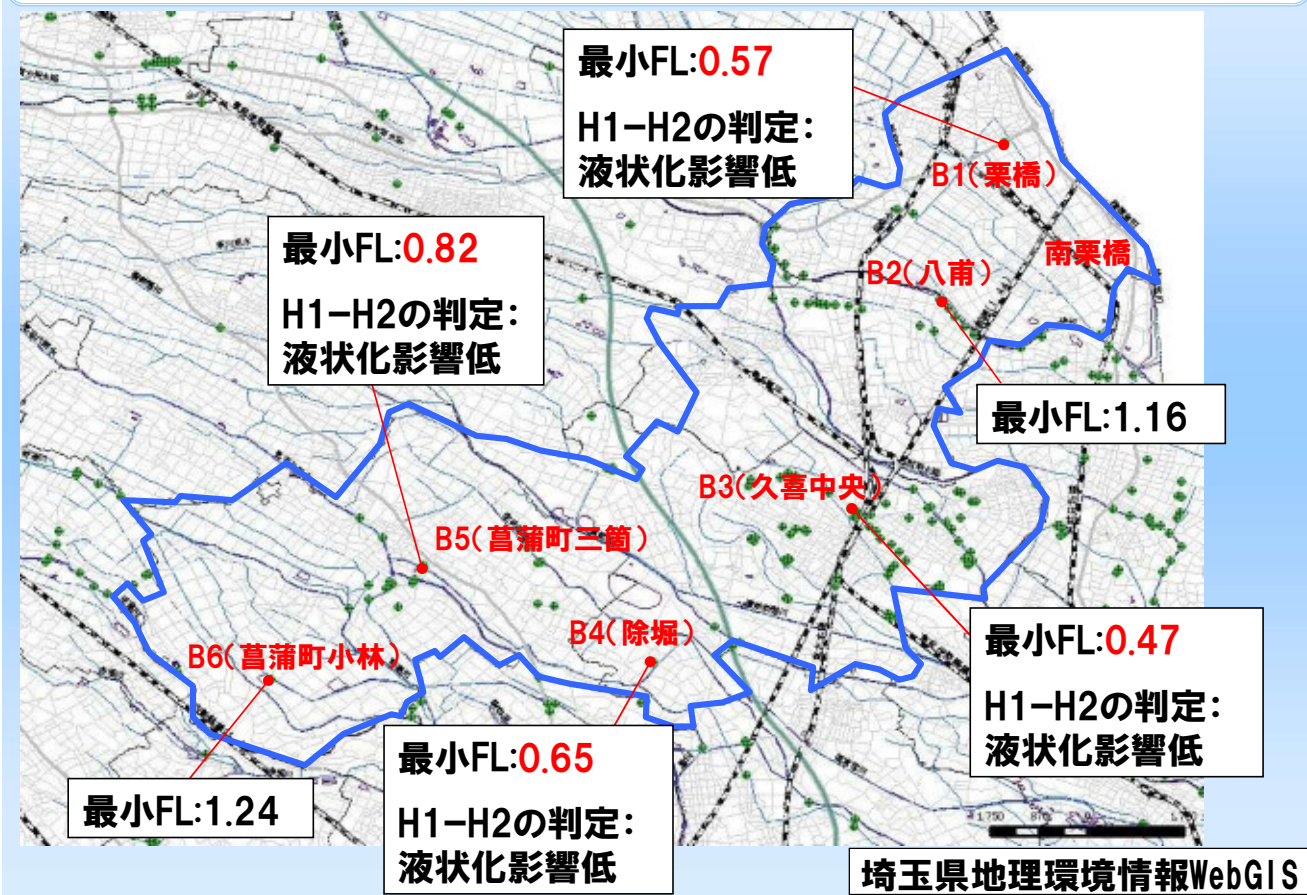 最小FL:0.57
H1-H2の判定:
液状化影響低
B1(栗橋)
最小FL:0.82
H1-H2の判定:
液状化影響低
南栗橋
B2(八甫)
最小FL:1.16
B3(久喜中央)
B5(菖蒲町三箇)
B4(除堀)
B6(菖蒲町小林)
最小FL:0.47
H1-H2の判定:
液状化影響低
最小FL:0.65
H1-H2の判定:
液状化影響低
最小FL:1.24
埼玉県地理環境情報WebGIS